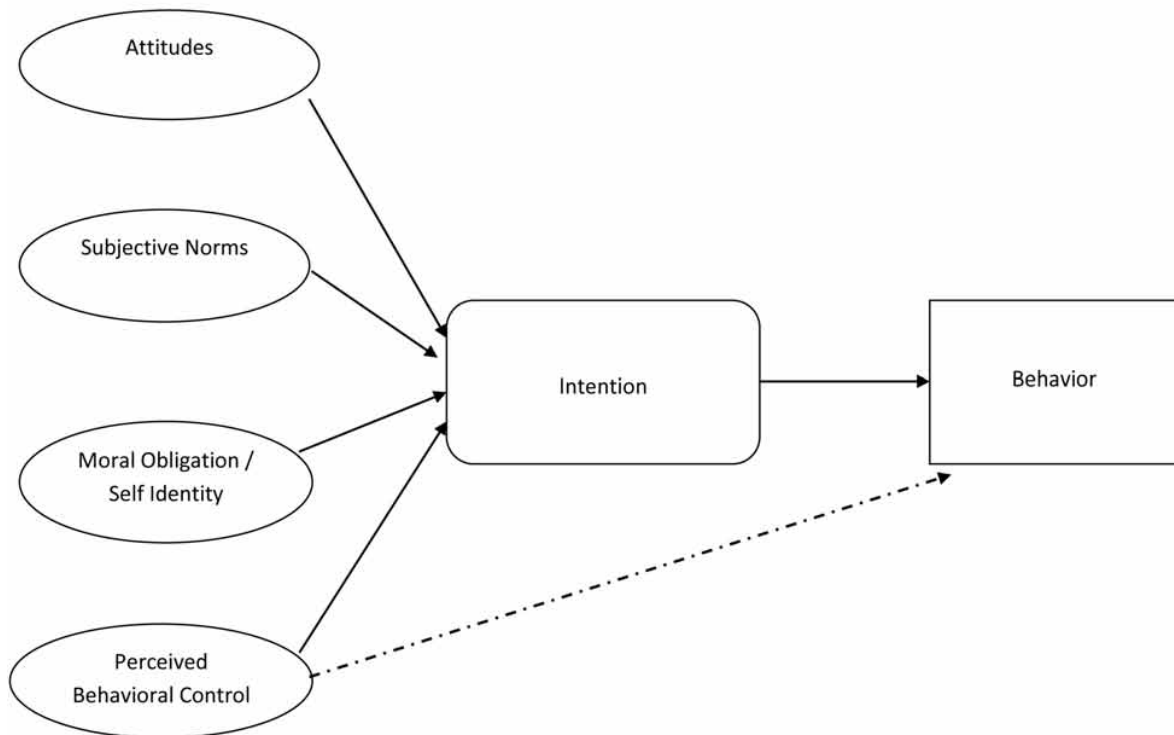 Attitudes
Subjective Norms
Moral Obligation /
Self Identity
Perceived
Behavioral Control
Intention
Behavior